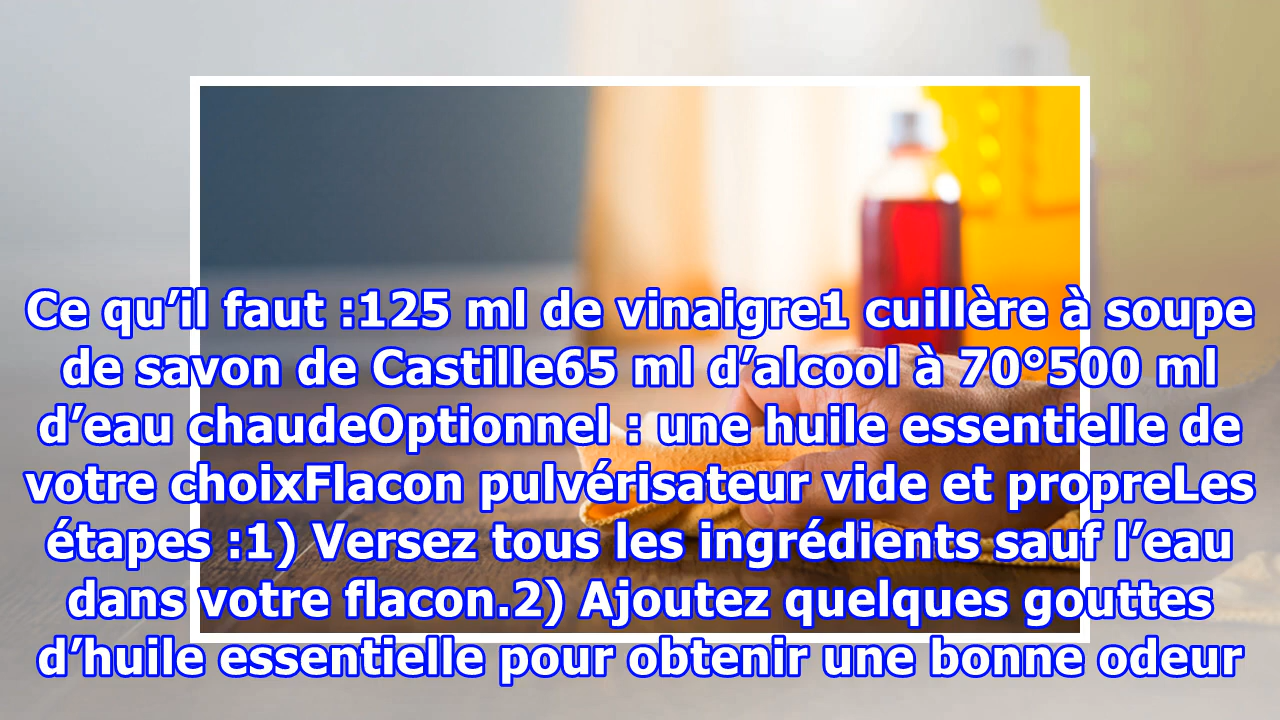 Ce qu’il faut :125 ml de vinaigre1 cuillère à soupe
de savon de Castille65 ml d’alcool à 70°500 ml
d’eau chaudeOptionnel : une huile essentielle de
votre choixFlacon pulvérisateur vide et propreLes
étapes :1) Versez tous les ingrédients sauf l’eau
dans votre flacon.2) Ajoutez quelques gouttes
d’huile essentielle pour obtenir une bonne odeur